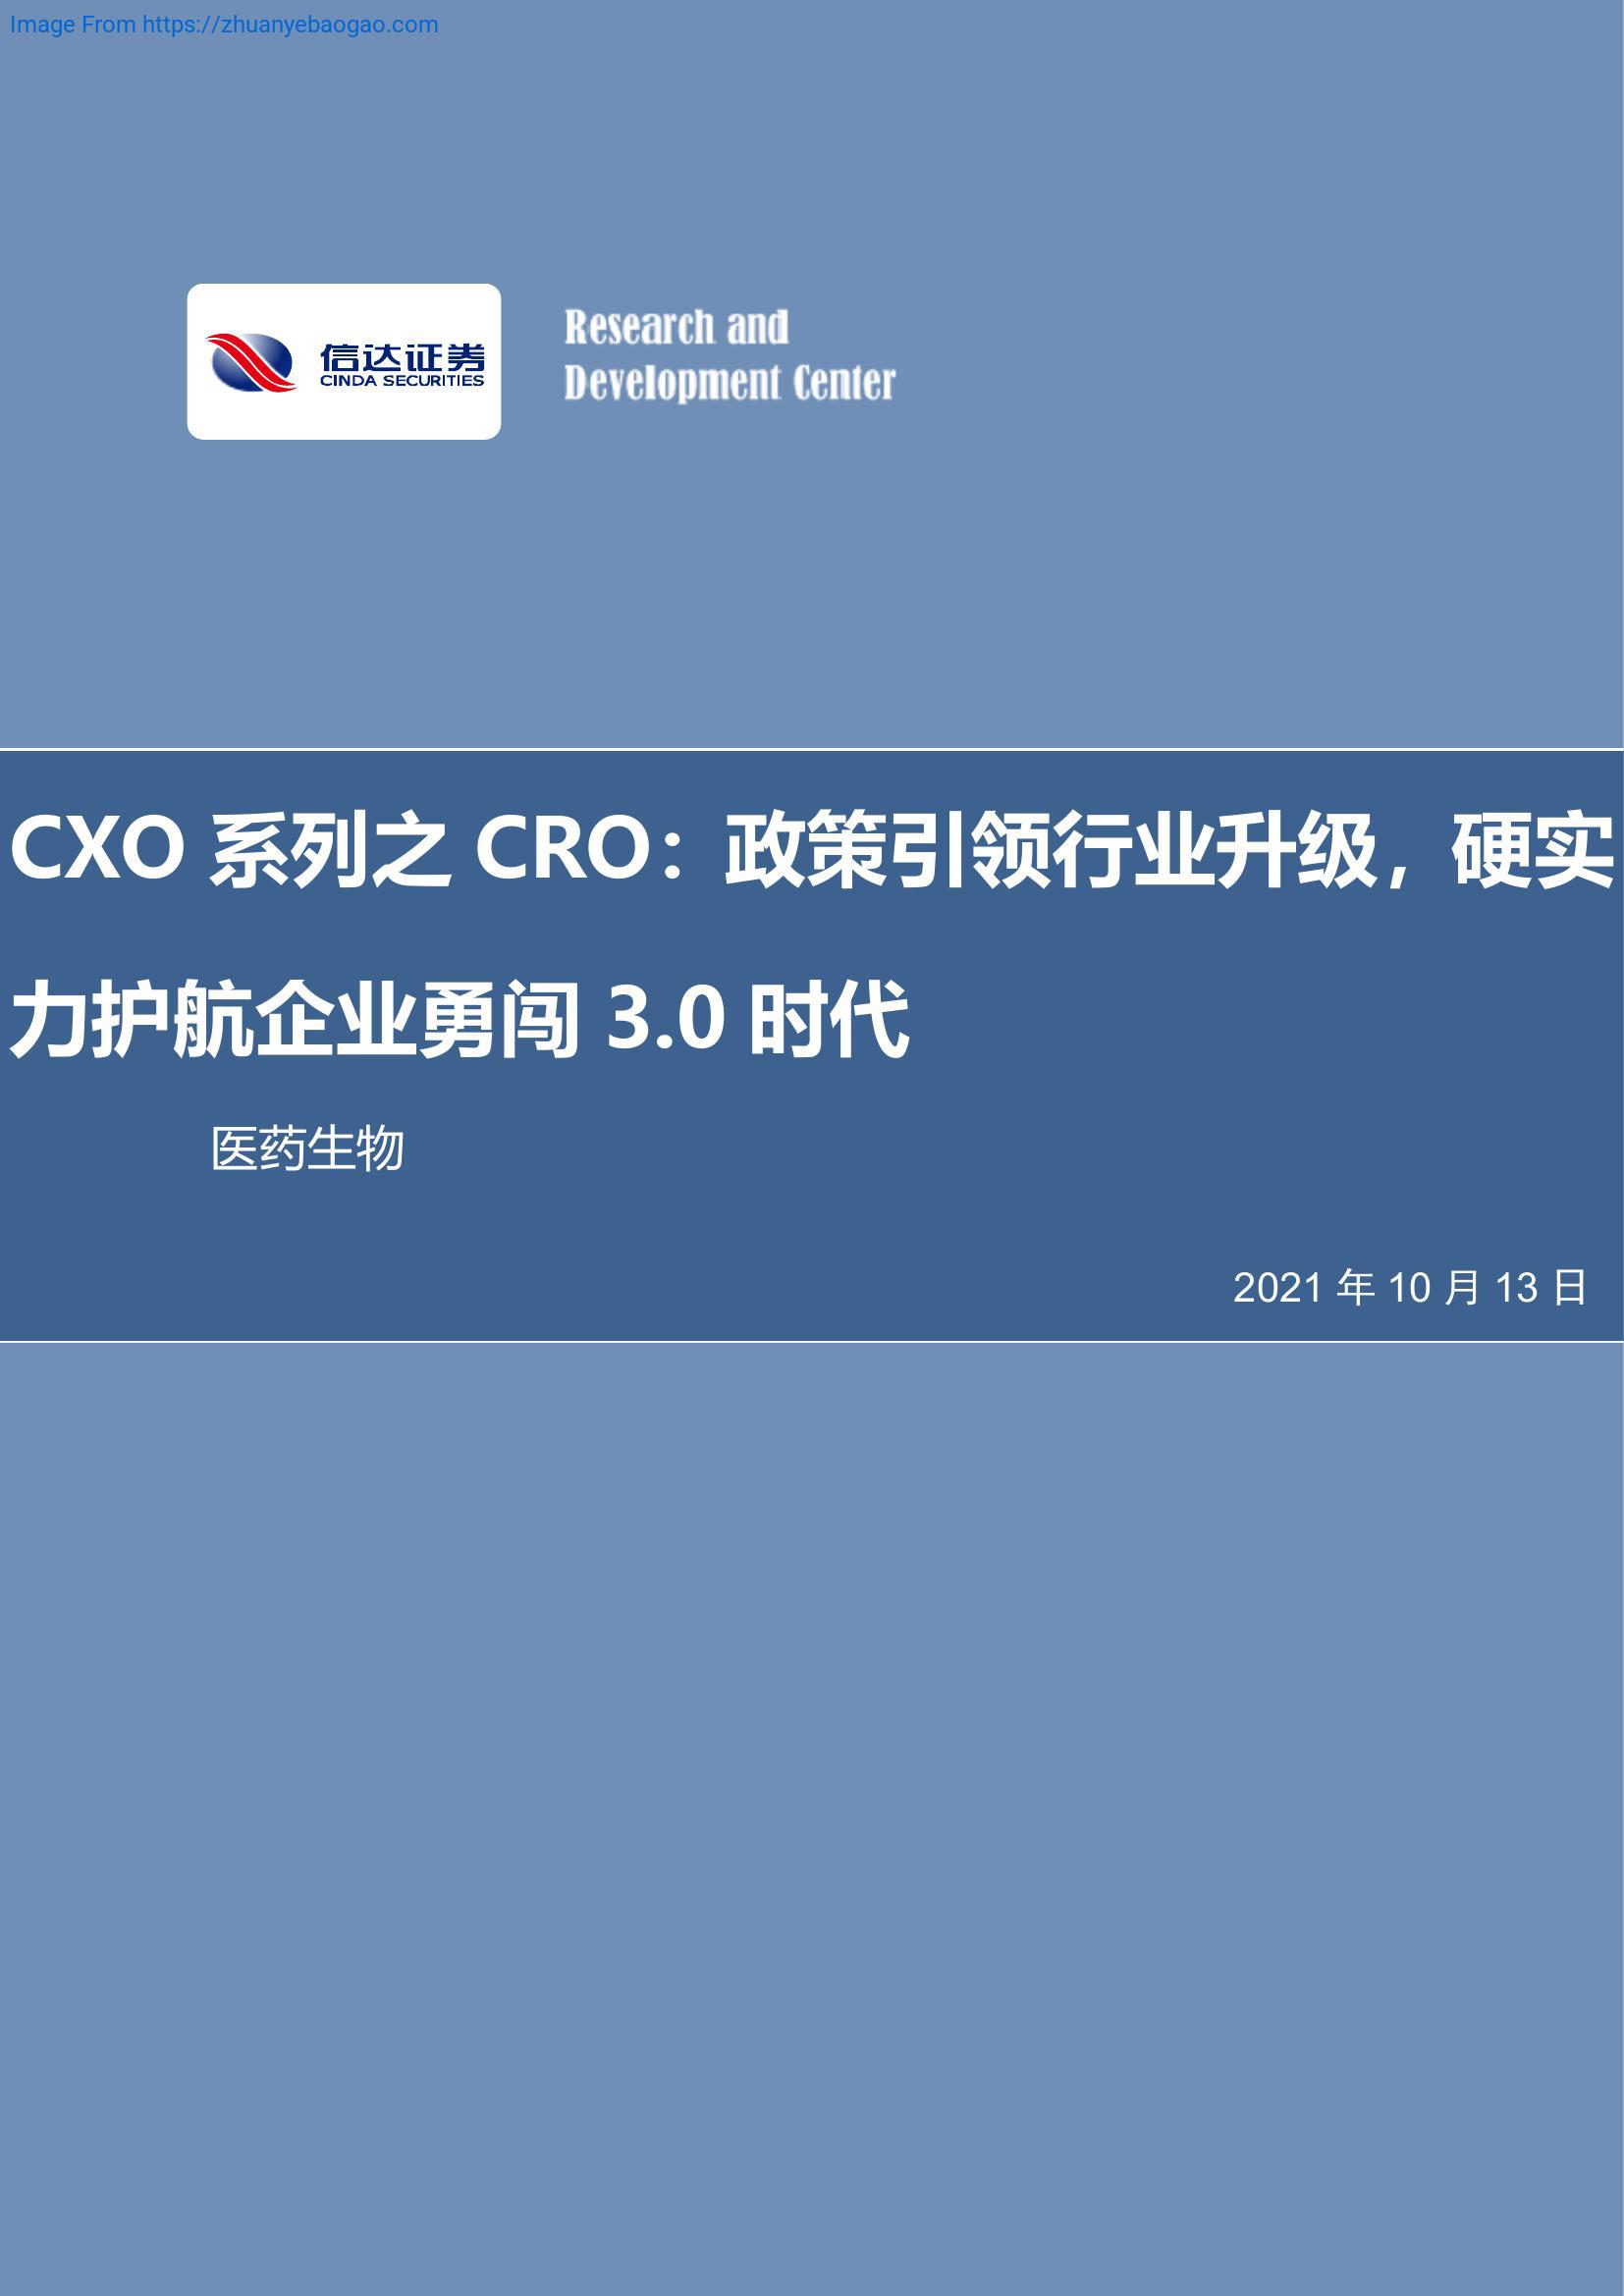 Image From https://zhuanyebaogao.com
信达证券
CINDA SECURITIES
Research and
Development Center
CXO 系列之 CRO：政策引领行业升级，硬实
力护航企业勇闯 3.0 时代
医药生物
2021 年 10 月 13 日